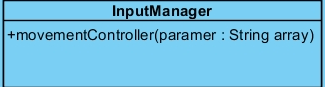 InputManager
+movementController(paramer : String array)